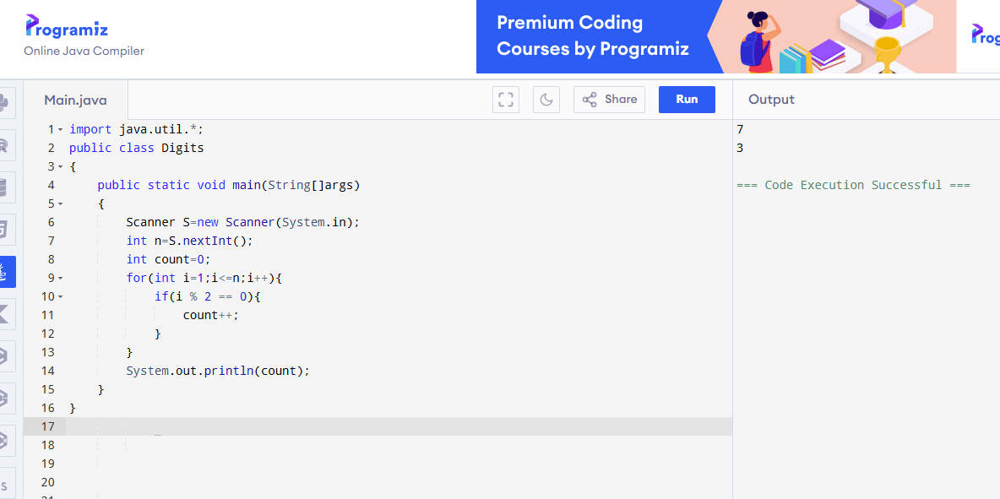 Programiz
Online Java Compiler
Premium Coding
Courses by Programiz
Main.java
Share
Run
Output
1 import java.util.*;
2 public class Digits
3 {
4     public static void main(String[]args)
5     {
6         Scanner S=new Scanner(System.in);
7         int n=S.nextInt();
8         int count=0;
9         for(int i=1;i<=n;i++){
10             if(i % 2 == 0){
11                 count++;
12             }
13         }
14         System.out.println(count);
15     }
16 }
17
18
19
20
7
3
=== Code Execution Successful ===